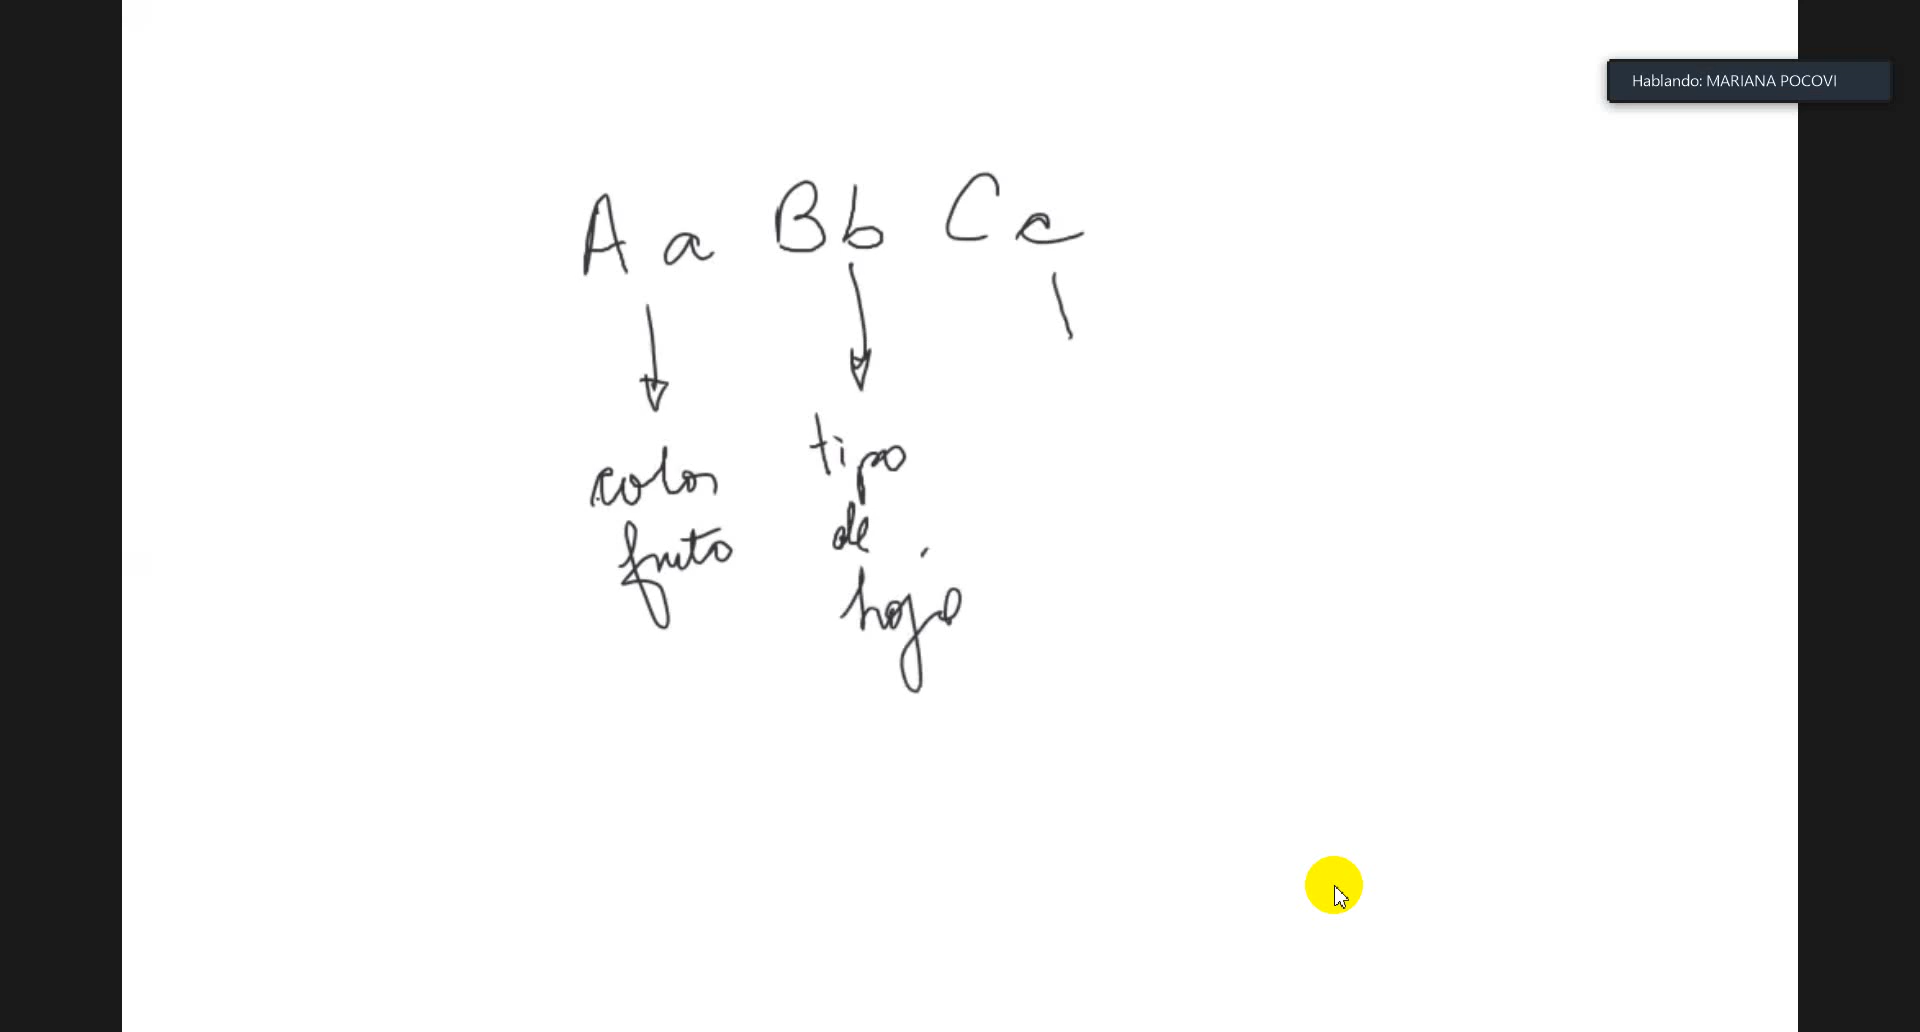 Hablando: MARIANA POCOVI
A a B b C c
color
fruto
tipo
de
hoja